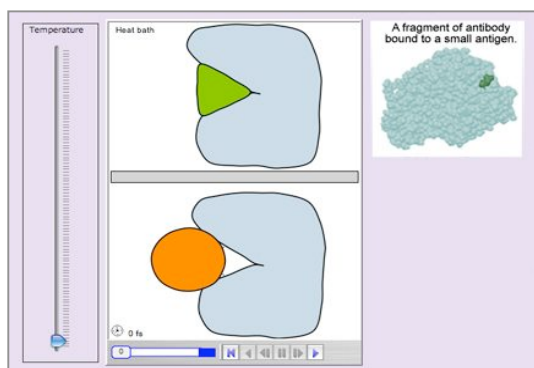 Temperature
Heat bath
A fragment of antibody
bound to a small antigen.
0 fs
0